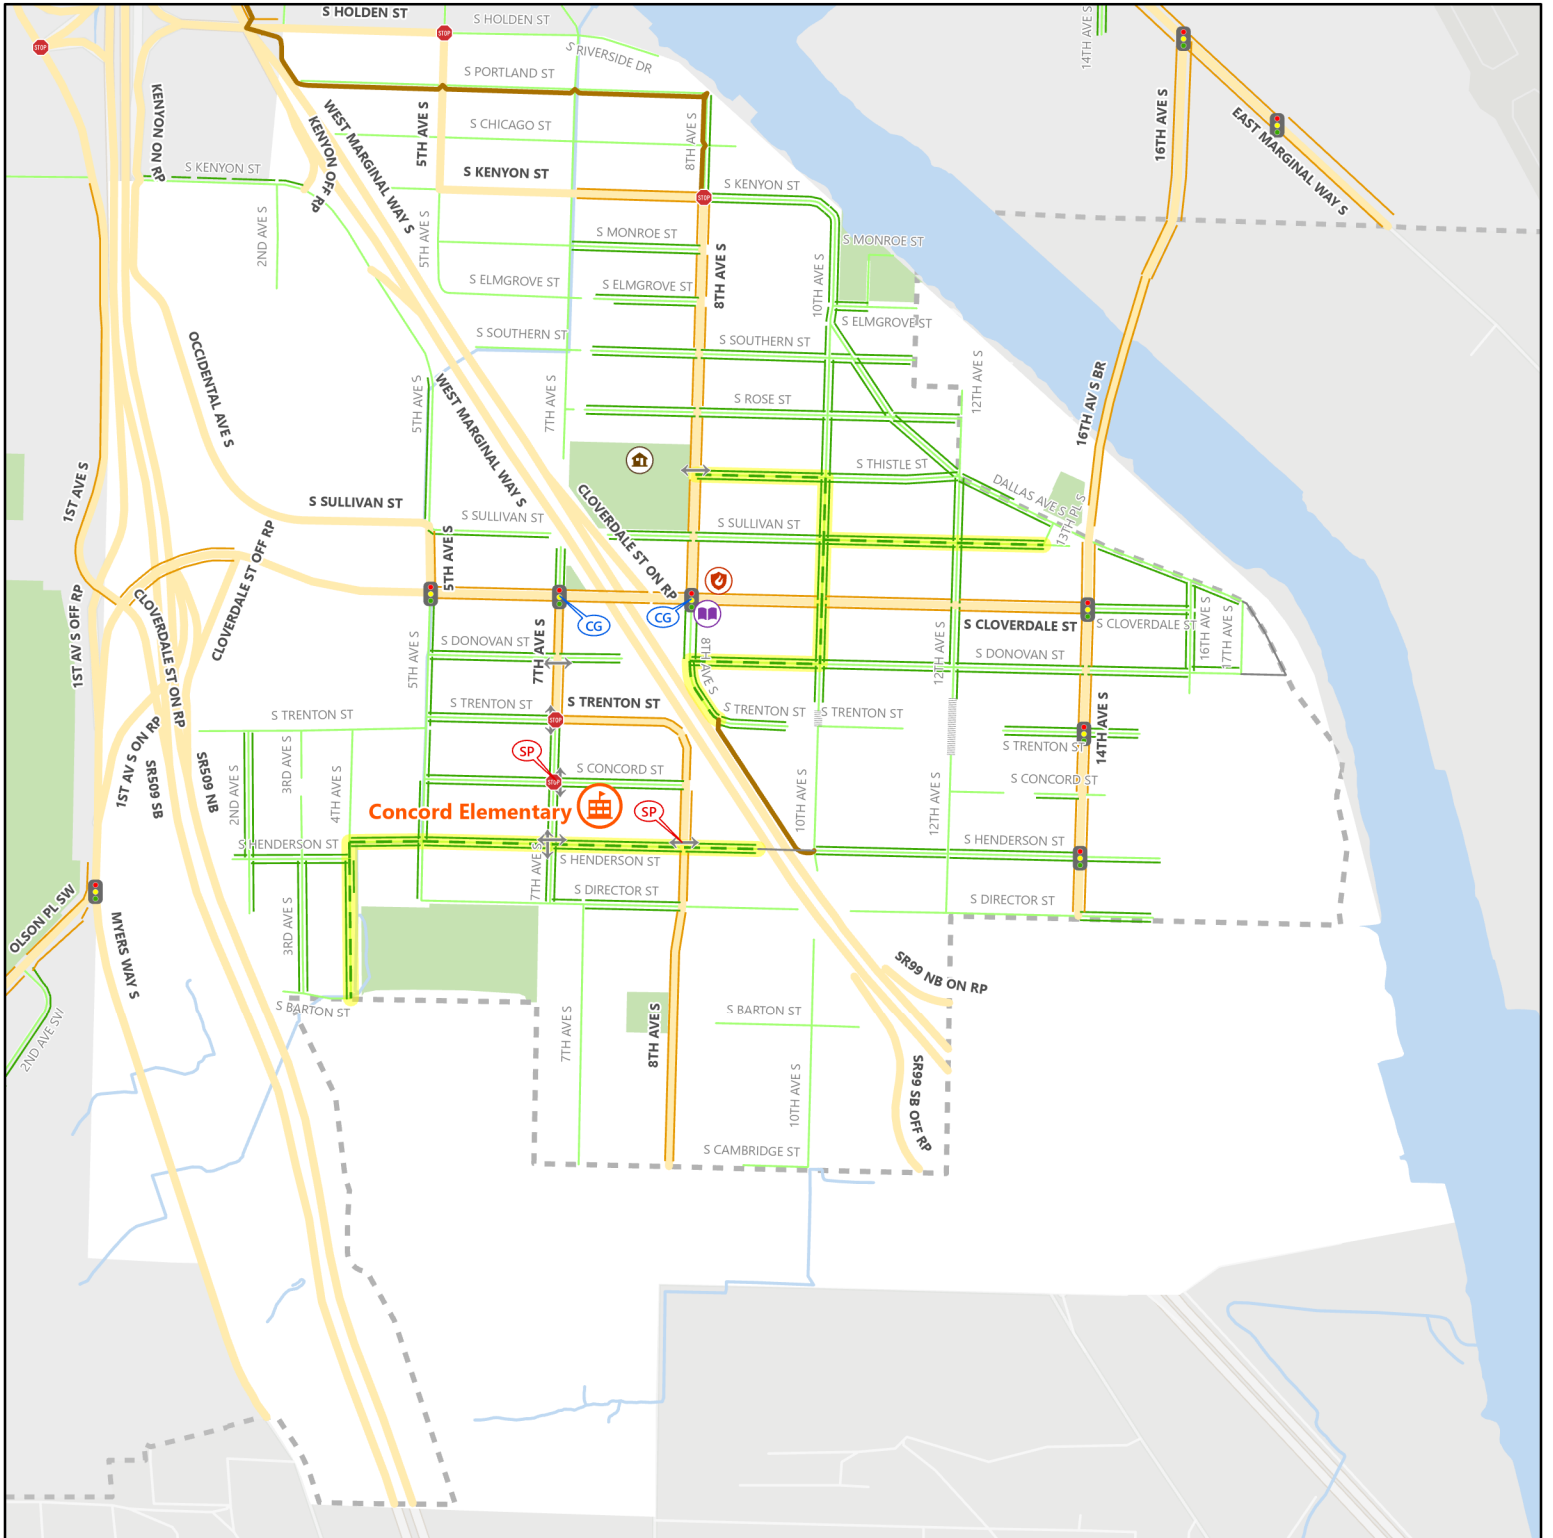 S HOLDEN ST
S HOLDEN ST
14TH AVE S
STOP
STOP
S RIVERSIDE DR
S PORTLAND ST
KENYON ON RP
WEST MARGINAL WAY S
5TH AVE S
S CHICAGO ST
8TH AVE S
16TH AVE S
EAST MARGINAL WAY S
KENYON OFF RP
S KENYON ST
S KENYON ST
S KENYON ST
STOP
2ND AVE S
5TH AVE S
S MONROE ST
S MONROE ST
8TH AVE S
10TH AVE S
S ELMGROVE ST
S ELMGROVE ST
S ELMGROVE ST
OCCIDENTAL AVE S
S SOUTHERN ST
S SOUTHERN ST
12TH AVE S
16TH AV S BR
5TH AVE S
WEST MARGINAL WAY S
7TH AVE S
S ROSE ST
1ST AVE S
S THISTLE ST
DALLAS AVE S
13TH PL S
S SULLIVAN ST
S SULLIVAN ST
CLOVERDALE ST ON RP
S SULLIVAN ST
CLOVERDALE ST OFF RP
5TH AVE S
1ST AV S OFF RP
CLOVERDALE ST ON RP
CG
CG
S CLOVERDALE ST
S CLOVERDALE ST
16TH AVE S
17TH AVE S
5TH AVE S
S DONOVAN ST
7TH AVE S
8TH AVE S
12TH AVE S
S DONOVAN ST
S TRENTON ST
S TRENTON ST
S TRENTON ST
S TRENTON ST
S TRENTON ST
STOP
14TH AVE S
S TRENTON ST
1ST AV S ON RP
SR509 SB
SR509 NB
2ND AVE S
3RD AVE S
4TH AVE S
SP
STOP
S CONCORD ST
S CONCORD ST
Concord Elementary
SP
10TH AVE S
12TH AVE S
S HENDERSON ST
S HENDERSON ST
S HENDERSON ST
7TH AVE S
S DIRECTOR ST
S DIRECTOR ST
OLSON PL SW
MYERS WAY S
3RD AVE S
SR99 NB ON RP
S BARTON ST
S BARTON ST
2ND AVE SW
7TH AVE S
8TH AVE S
10TH AVE S
SR99 SB OFF RP
S CAMBRIDGE ST